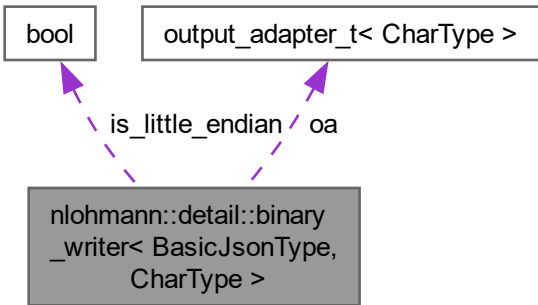 bool
output_adapter_t< CharType >
is_little_endian
oa
nlohmann::detail::binary
_writer< BasicJsonType,
CharType >